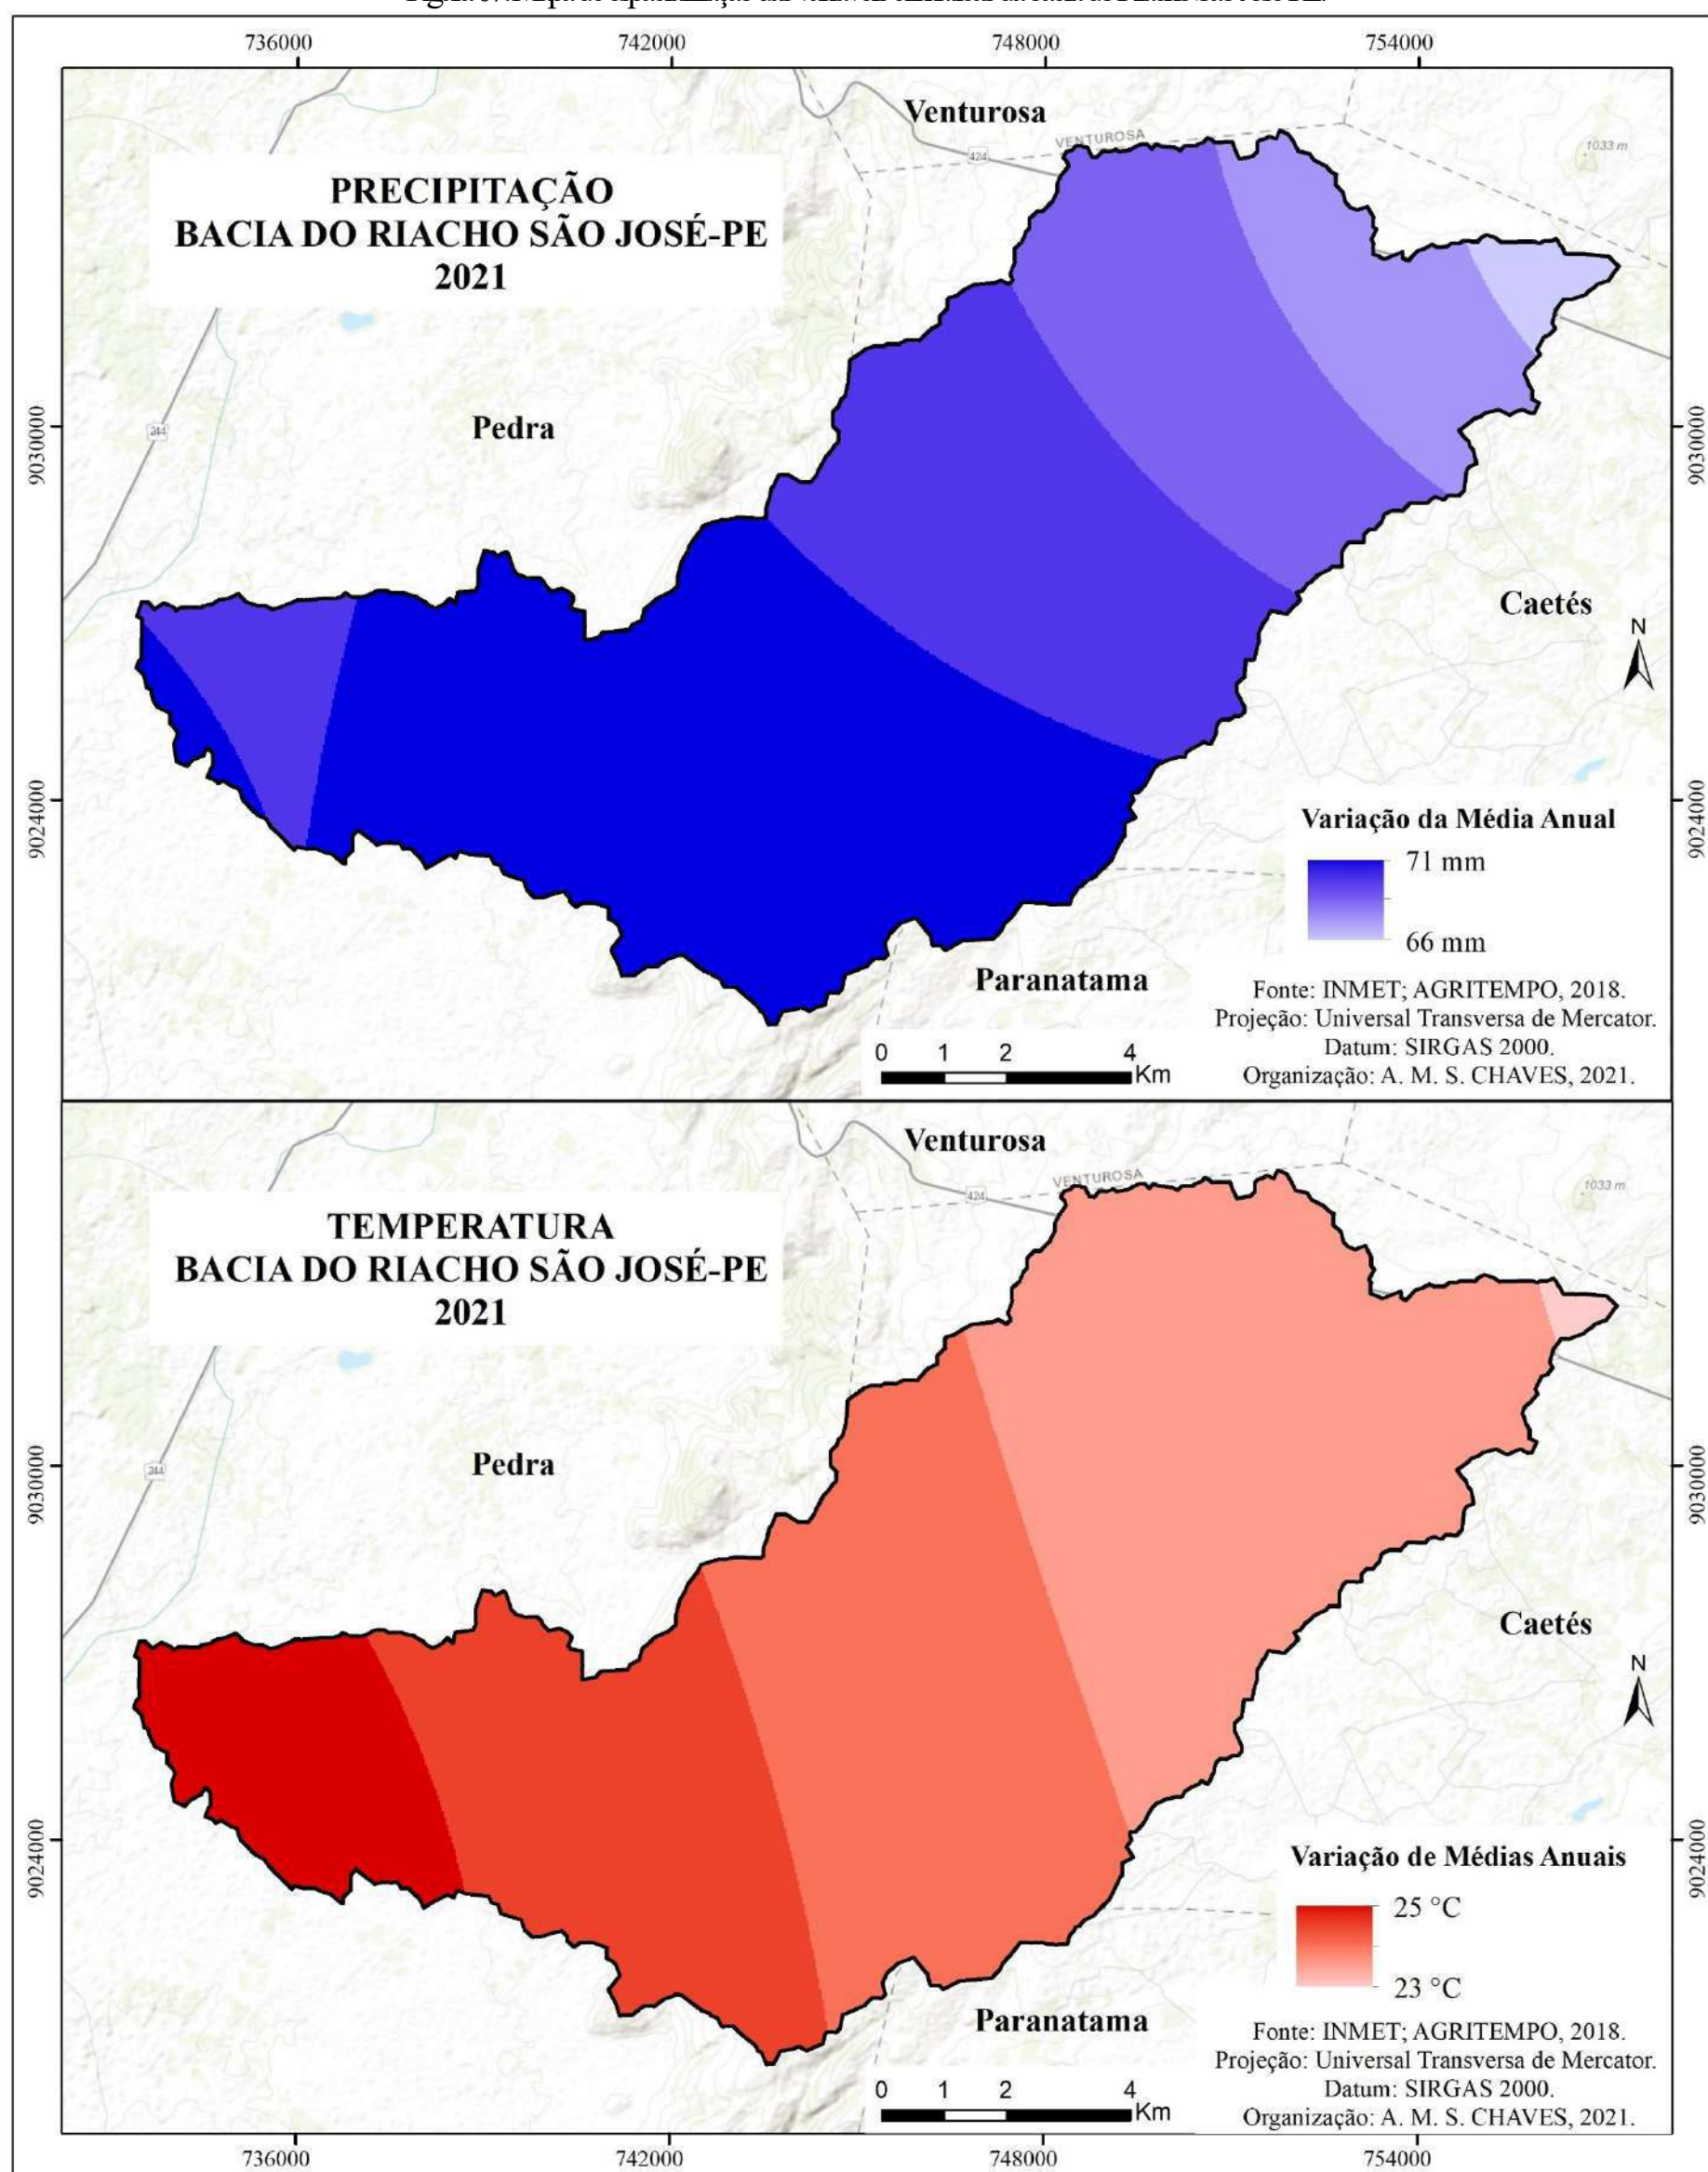 736000
742000
748000
754000
Venturosa
VENTUROSA
424
1033 m
PRECIPITAÇÃO
BACIA DO RIACHO SÃO JOSÉ-PE
2021
9030000
9030000
244
Pedra
Caetés
N
9024000
9024000
Variação da Média Anual
71 mm
66 mm
Paranatama
Fonte: INMET; AGRITEMPO, 2018.
Projeção: Universal Transversa de Mercator.
Datum: SIRGAS 2000.
Organização: A. M. S. CHAVES, 2021.
0 1 2 4
Km
Venturosa
VENTUROSA
424
1033 m
TEMPERATURA
BACIA DO RIACHO SÃO JOSÉ-PE
2021
9030000
9030000
244
Pedra
Caetés
N
9024000
9024000
Variação de Médias Anuais
25 °C
23 °C
Paranatama
Fonte: INMET; AGRITEMPO, 2018.
Projeção: Universal Transversa de Mercator.
Datum: SIRGAS 2000.
Organização: A. M. S. CHAVES, 2021.
0 1 2 4
Km
736000
742000
748000
754000